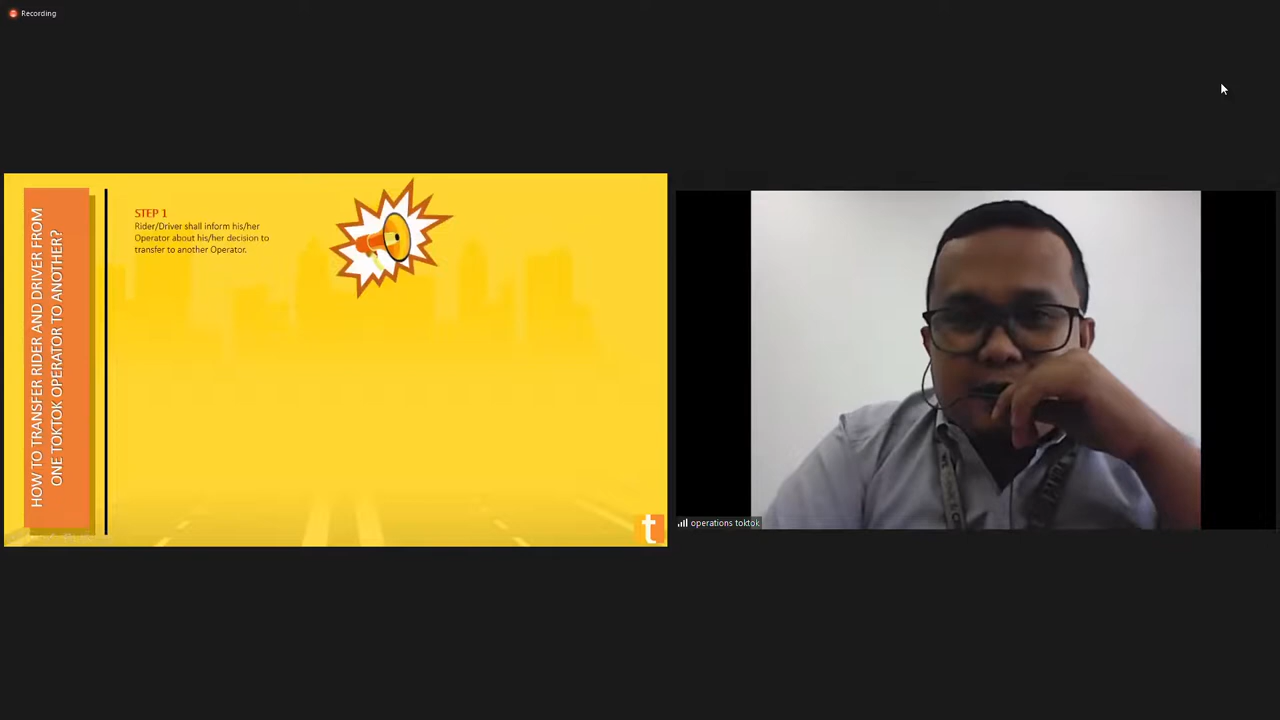 Recording
HOW TO TRANSFER RIDER AND DRIVER FROM
ONE TOKTOK OPERATOR TO ANOTHER?
STEP 1
Rider/Driver shall inform his/her
Operator about his/her decision to
transfer to another Operator.
t
operations toktok